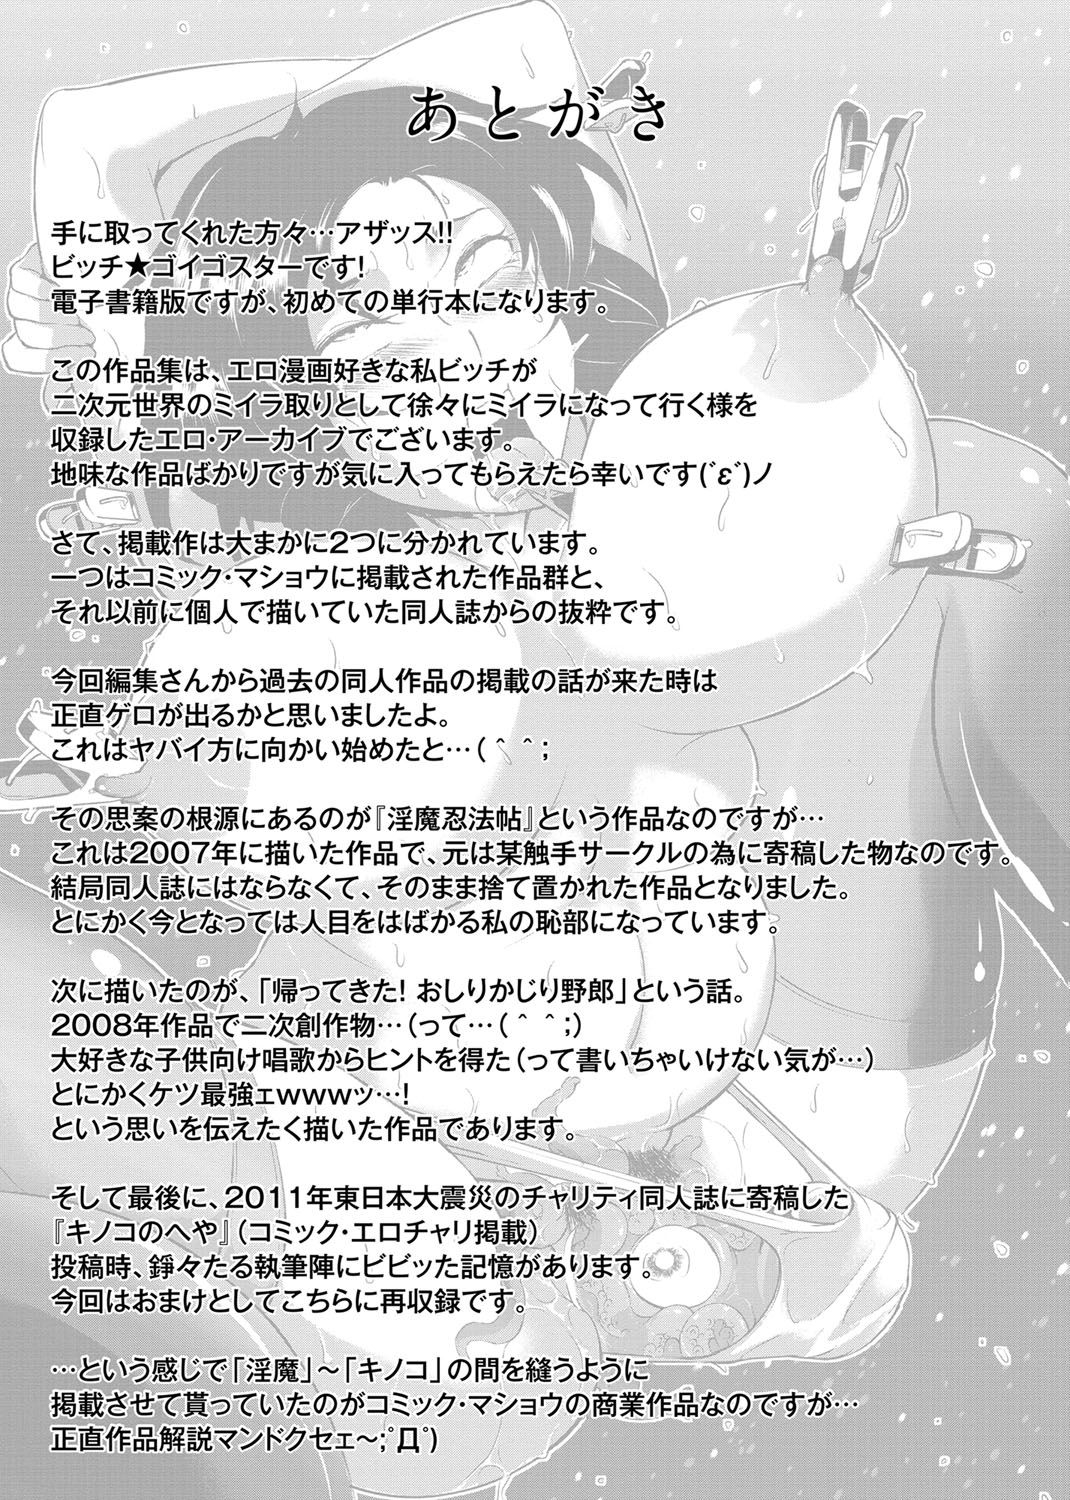 あとがき
手に取ってくれた方々…アザッス!!
ビッチ★ゴイゴスターです!
電子書籍版ですが、初めての単行本になります。
この作品集は、エロ漫画好きな私ビッチが
二次元世界のミイラ取りとして徐々にミイラになって行く様を
収録したエロ・アーカイブでございます。
地味な作品ばかりですが気に入ってもらえたら幸いです(´ε`)ノ
さて、掲載作は大まかに2つに分かれています。
一つはコミック・マショウに掲載された作品群と、
それ以前に個人で描いていた同人誌からの抜粋です。
今回編集さんから過去の同人作品の掲載の話が来た時は
正直ゲロが出るかと思いましたよ。
これはヤバイ方に向かい始めたと…(＾＾;
その思案の根源にあるのが『淫魔忍法帖』という作品なのですが…
これは2007年に描いた作品で、元は某触手サークルの為に寄稿した物なのです。
結局同人誌にはならなくて、そのまま捨て置かれた作品となりました。
とにかく今となっては人目をはばかる私の恥部になっています。
次に描いたのが、「帰ってきた! おしりかじり野郎」という話。
2008年作品で二次創作物…(って…(＾＾;)
大好きな子供向け唱歌からヒントを得た(って書いちゃいけない気が…)
とにかくケツ最強ェwwwッ…!
という思いを伝えたく描いた作品であります。
そして最後に、2011年東日本大震災のチャリティ同人誌に寄稿した
『キノコのへや』(コミック・エロチャリ掲載)
投稿時、錚々たる執筆陣にビビッた記憶があります。
今回はおまけとしてこちらに再収録です。
…という感じで「淫魔」～「キノコ」の間を縫うように
掲載させて貰っていたのがコミック・マショウの商業作品なのですが…
正直作品解説マンドクセェ～;ﾟДﾟ)